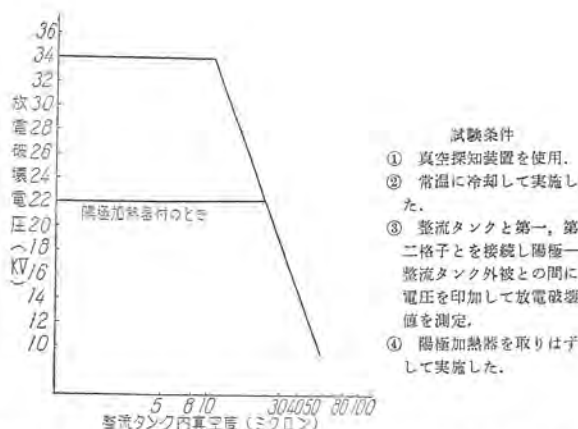 36
34
32
30
28
26
24
22
20
18
16
14
12
10
放電破壊電圧(KV)
陽極加熱器付のとき
5 8 10 30 40 50 80 100
整流タンク内真空度(ミクロン)
試験条件
① 真空探知装置を使用.
② 常温に冷却して実施し
た.
③ 整流タンクと第一, 第
二格子とを接続し陽極一
整流タンク外被との間に
電圧を印加して放電破壊
値を測定.
④ 陽極加熱器を取りはず
して実施した.